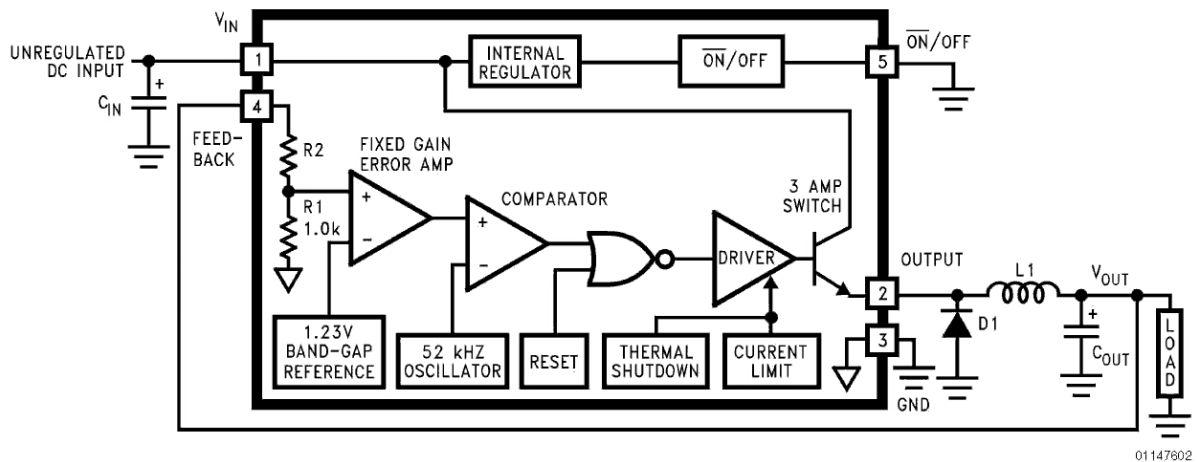 V_IN
UNREGULATED
DC INPUT
C_IN
+
1
INTERNAL
REGULATOR
ON/OFF
5
ON/OFF
4
FEED-
BACK
R2
R1
1.0k
FIXED GAIN
ERROR AMP
+
−
COMPARATOR
+
−
DRIVER
3 AMP
SWITCH
OUTPUT
2
3
GND
D1
L1
V_OUT
+
C_OUT
LOAD
1.23V
BAND-GAP
REFERENCE
52 kHZ
OSCILLATOR
RESET
THERMAL
SHUTDOWN
CURRENT
LIMIT
01147602